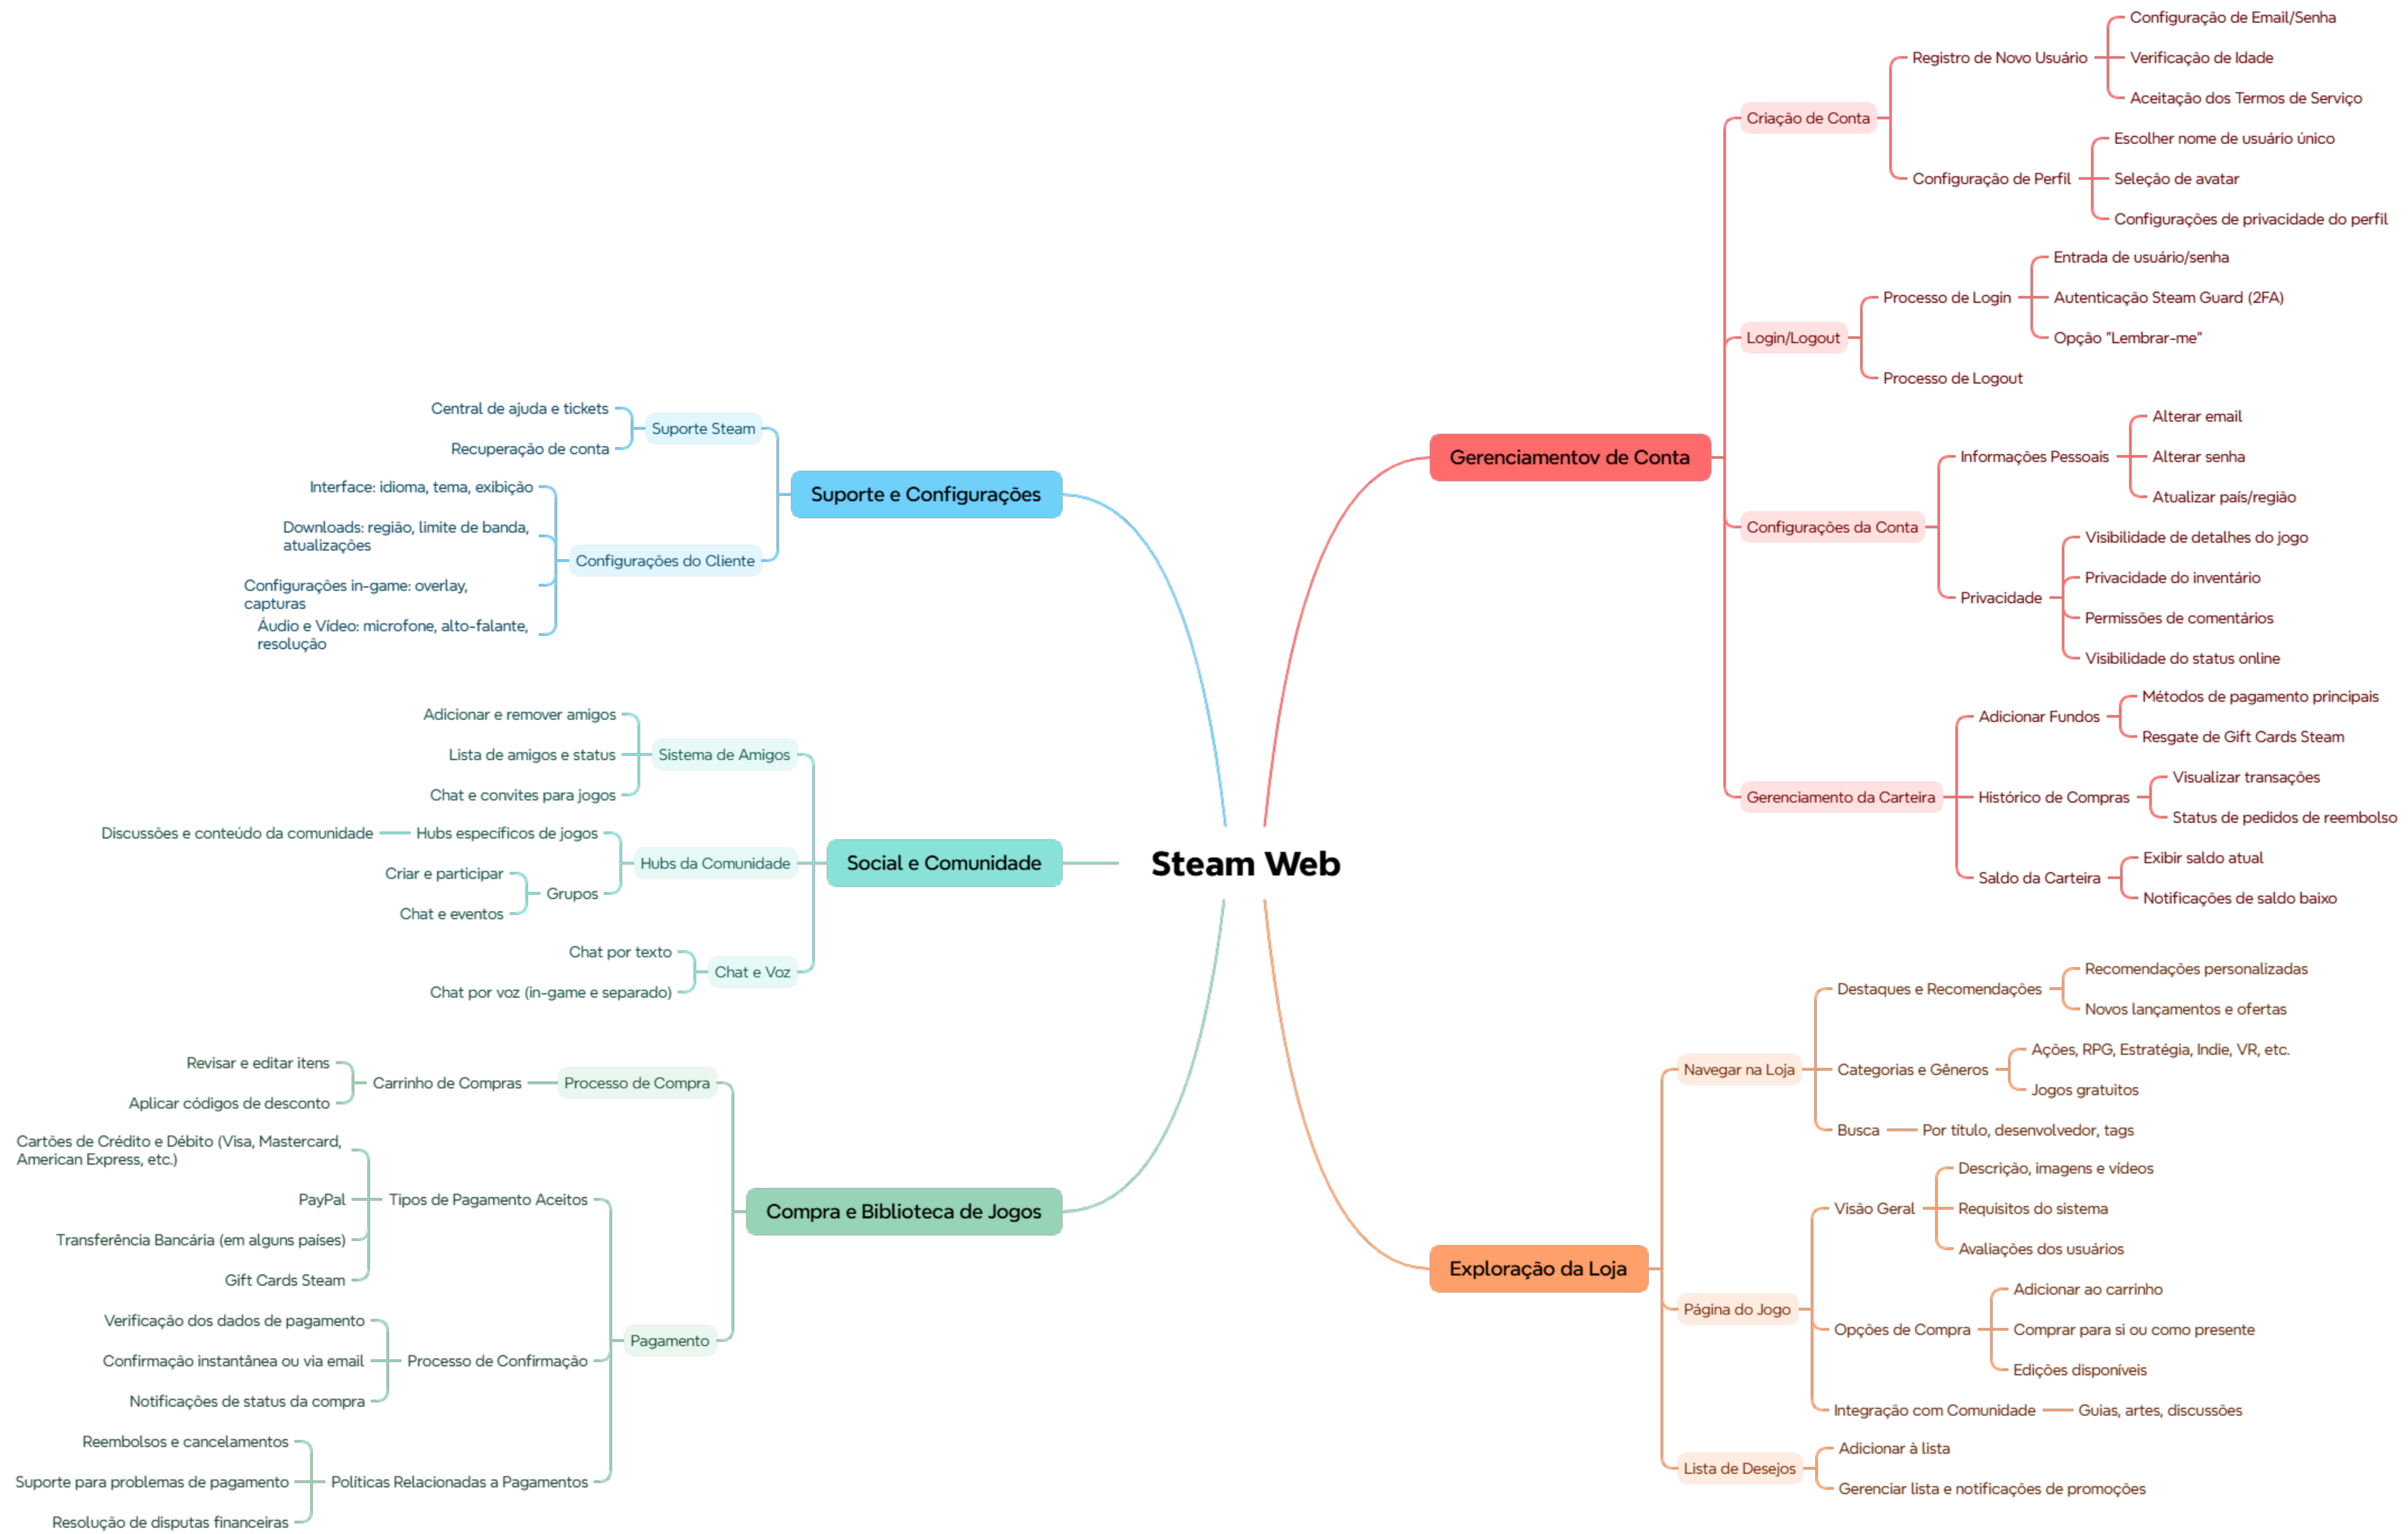 Steam Web
Gerenciamentov de Conta
Criação de Conta
Registro de Novo Usuário
Configuração de Email/Senha
Verificação de Idade
Aceitação dos Termos de Serviço
Configuração de Perfil
Escolher nome de usuário único
Seleção de avatar
Configurações de privacidade do perfil
Login/Logout
Processo de Login
Entrada de usuário/senha
Autenticação Steam Guard (2FA)
Opção "Lembrar-me"
Processo de Logout
Configurações da Conta
Informações Pessoais
Alterar email
Alterar senha
Atualizar país/região
Privacidade
Visibilidade de detalhes do jogo
Privacidade do inventário
Permissões de comentários
Visibilidade do status online
Gerenciamento da Carteira
Adicionar Fundos
Métodos de pagamento principais
Resgate de Gift Cards Steam
Histórico de Compras
Visualizar transações
Status de pedidos de reembolso
Saldo da Carteira
Exibir saldo atual
Notificações de saldo baixo
Exploração da Loja
Navegar na Loja
Destaques e Recomendações
Recomendações personalizadas
Novos lançamentos e ofertas
Categorias e Gêneros
Ações, RPG, Estratégia, Indie, VR, etc.
Jogos gratuitos
Busca
Por título, desenvolvedor, tags
Página do Jogo
Visão Geral
Descrição, imagens e vídeos
Requisitos do sistema
Avaliações dos usuários
Opções de Compra
Adicionar ao carrinho
Comprar para si ou como presente
Edições disponíveis
Integração com Comunidade
Guias, artes, discussões
Lista de Desejos
Adicionar à lista
Gerenciar lista e notificações de promoções
Suporte e Configurações
Suporte Steam
Central de ajuda e tickets
Recuperação de conta
Configurações do Cliente
Interface: idioma, tema, exibição
Downloads: região, limite de banda,
atualizações
Configurações in-game: overlay,
capturas
Áudio e Vídeo: microfone, alto-falante,
resolução
Social e Comunidade
Sistema de Amigos
Adicionar e remover amigos
Lista de amigos e status
Chat e convites para jogos
Hubs da Comunidade
Hubs específicos de jogos
Discussões e conteúdo da comunidade
Grupos
Criar e participar
Chat e eventos
Chat e Voz
Chat por texto
Chat por voz (in-game e separado)
Compra e Biblioteca de Jogos
Processo de Compra
Carrinho de Compras
Revisar e editar itens
Aplicar códigos de desconto
Pagamento
Tipos de Pagamento Aceitos
Cartões de Crédito e Débito (Visa, Mastercard,
American Express, etc.)
PayPal
Transferência Bancária (em alguns países)
Gift Cards Steam
Processo de Confirmação
Verificação dos dados de pagamento
Confirmação instantânea ou via email
Notificações de status da compra
Políticas Relacionadas a Pagamentos
Reembolsos e cancelamentos
Suporte para problemas de pagamento
Resolução de disputas financeiras